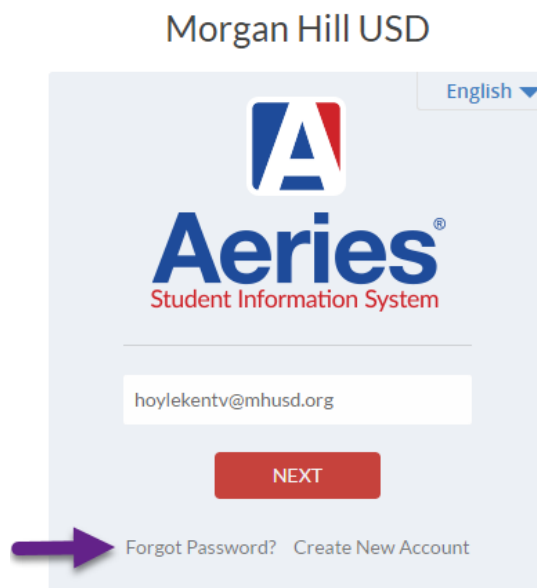 Morgan Hill USD
English
A
Aeries®
Student Information System
hoylekentv@mhusd.org
NEXT
Forgot Password? Create New Account